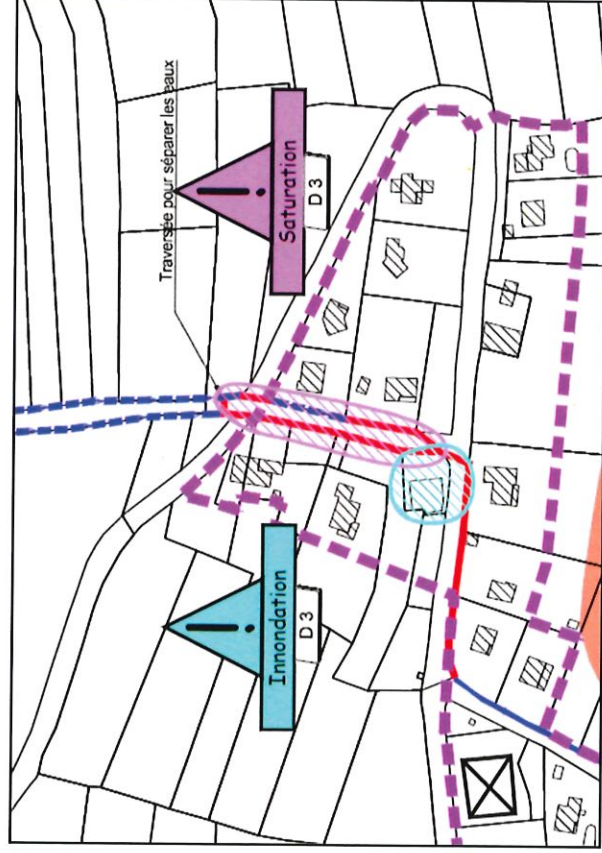 Traversée pour séparer les eaux
Saturation
D 3
Innondation
D 3